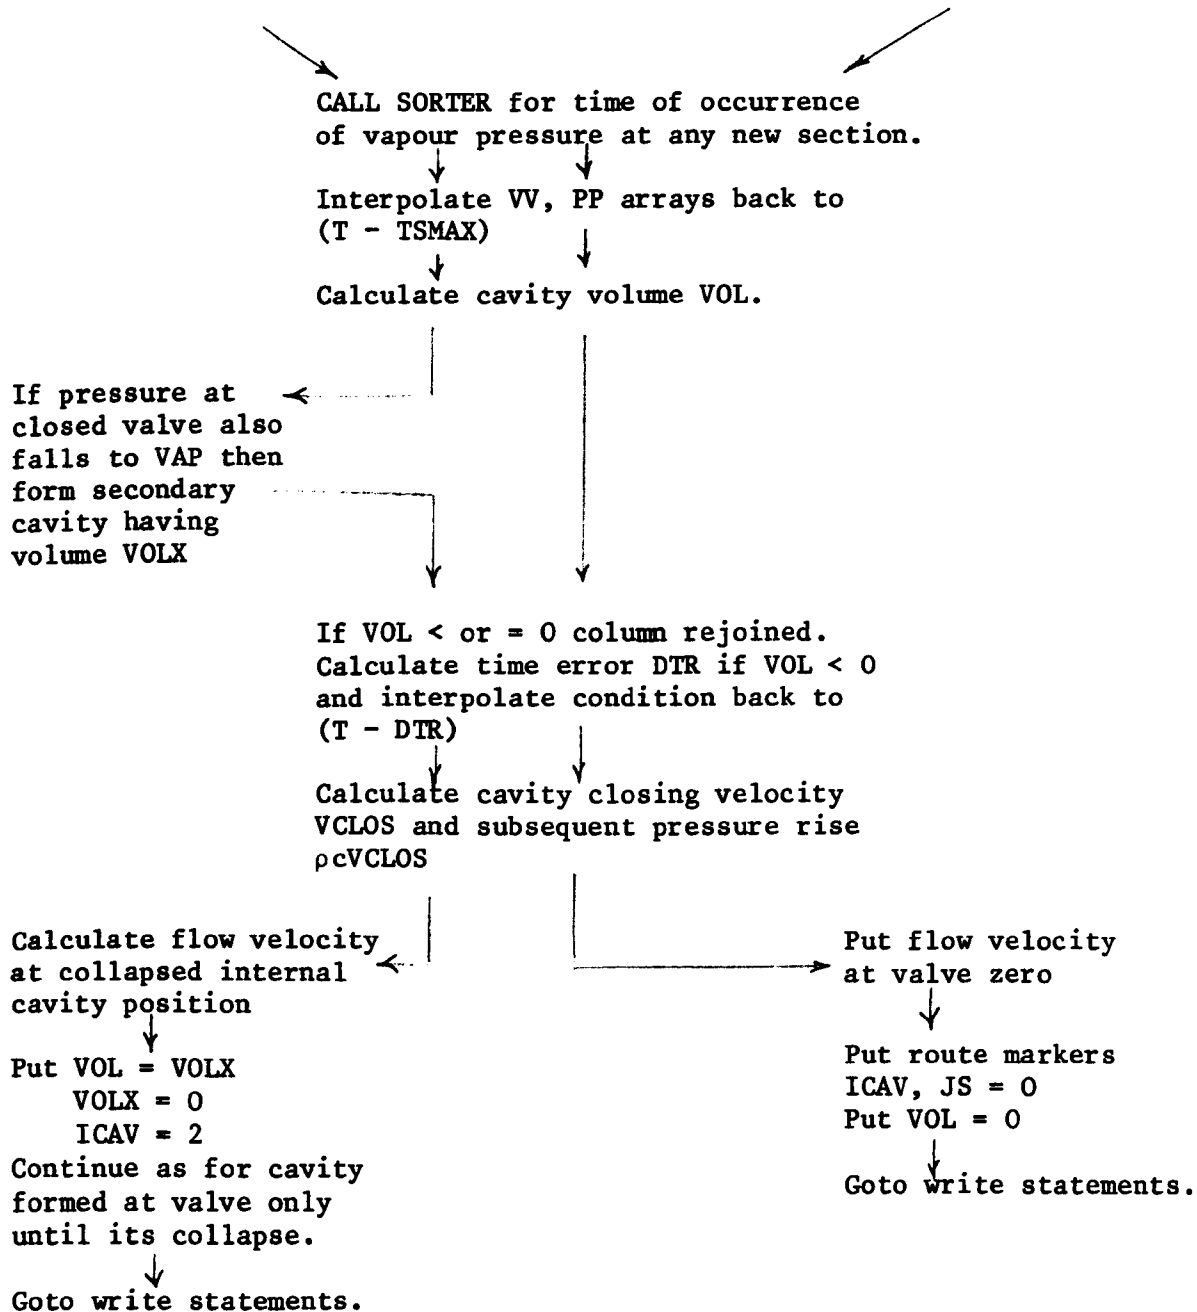 CALL SORTER for time of occurrence
of vapour pressure at any new section.
Interpolate VV, PP arrays back to
(T - TSMAX)
Calculate cavity volume VOL.
If pressure at
closed valve also
falls to VAP then
form secondary
cavity having
volume VOLX
If VOL < or = 0 column rejoined.
Calculate time error DTR if VOL < 0
and interpolate condition back to
(T - DTR)
Calculate cavity closing velocity
VCLOS and subsequent pressure rise
ρcVCLOS
Calculate flow velocity
at collapsed internal
cavity position
Put VOL = VOLX
VOLX = 0
ICAV = 2
Continue as for cavity
formed at valve only
until its collapse.
Goto write statements.
Put flow velocity
at valve zero
Put route markers
ICAV, JS = 0
Put VOL = 0
Goto write statements.